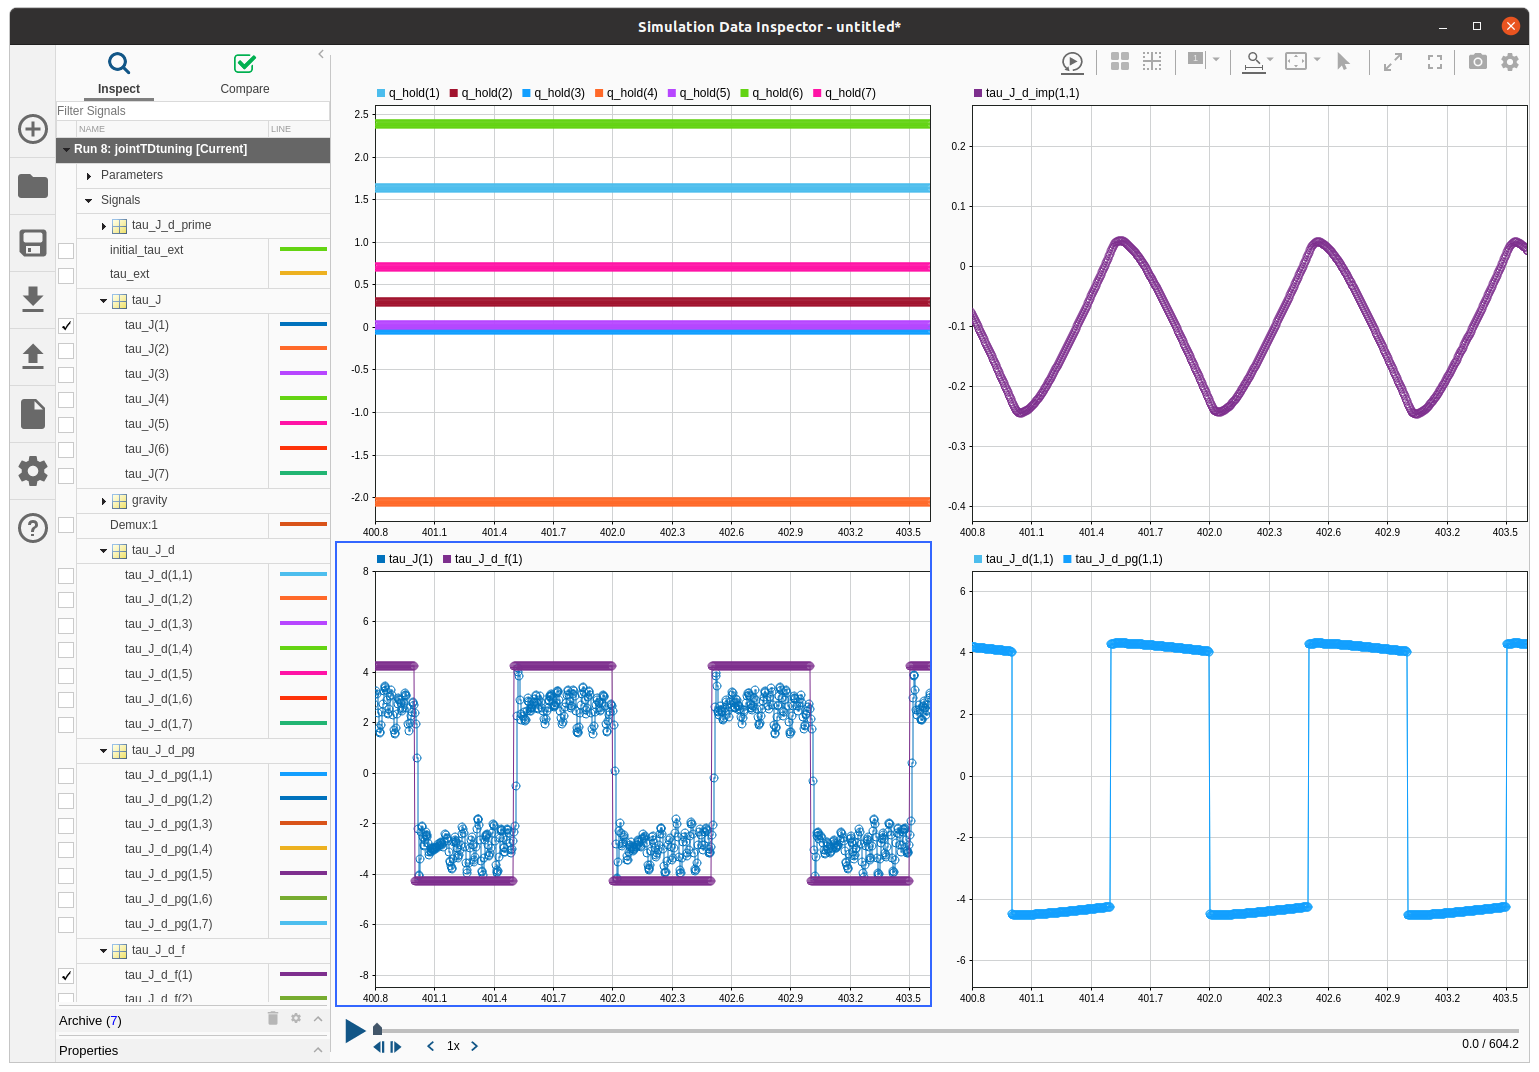 Simulation Data Inspector - untitled*
Inspect
Compare
Filter Signals
NAME LINE
Run 8: jointTDtuning [Current]
Parameters
Signals
tau_J_d_prime
initial_tau_ext
tau_ext
tau_J
tau_J(1)
tau_J(2)
tau_J(3)
tau_J(4)
tau_J(5)
tau_J(6)
tau_J(7)
gravity
Demux:1
tau_J_d
tau_J_d(1,1)
tau_J_d(1,2)
tau_J_d(1,3)
tau_J_d(1,4)
tau_J_d(1,5)
tau_J_d(1,6)
tau_J_d(1,7)
tau_J_d_pg
tau_J_d_pg(1,1)
tau_J_d_pg(1,2)
tau_J_d_pg(1,3)
tau_J_d_pg(1,4)
tau_J_d_pg(1,5)
tau_J_d_pg(1,6)
tau_J_d_pg(1,7)
tau_J_d_f
tau_J_d_f(1)
tau_J_d_f(2)
Archive (7)
Properties
1
q_hold(1) q_hold(2) q_hold(3) q_hold(4) q_hold(5) q_hold(6) q_hold(7)
2.5
2.0
1.5
1.0
0.5
0
-0.5
-1.0
-1.5
-2.0
400.8 401.1 401.4 401.7 402.0 402.3 402.6 402.9 403.2 403.5
tau_J_d_imp(1,1)
0.2
0.1
0
-0.1
-0.2
-0.3
-0.4
400.8 401.1 401.4 401.7 402.0 402.3 402.6 402.9 403.2 403.5
tau_J(1) tau_J_d_f(1)
8
6
4
2
0
-2
-4
-6
-8
400.8 401.1 401.4 401.7 402.0 402.3 402.6 402.9 403.2 403.5
tau_J_d(1,1) tau_J_d_pg(1,1)
6
4
2
0
-2
-4
-6
400.8 401.1 401.4 401.7 402.0 402.3 402.6 402.9 403.2 403.5
1x
0.0 / 604.2